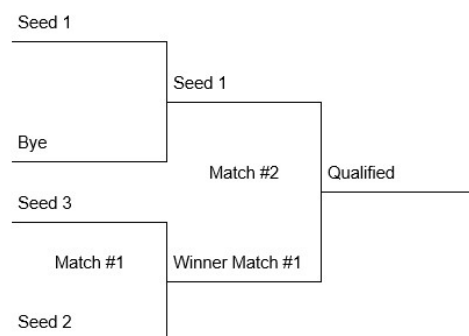 Seed 1
Seed 1
Bye
Match #2
Qualified
Seed 3
Match #1
Winner Match #1
Seed 2